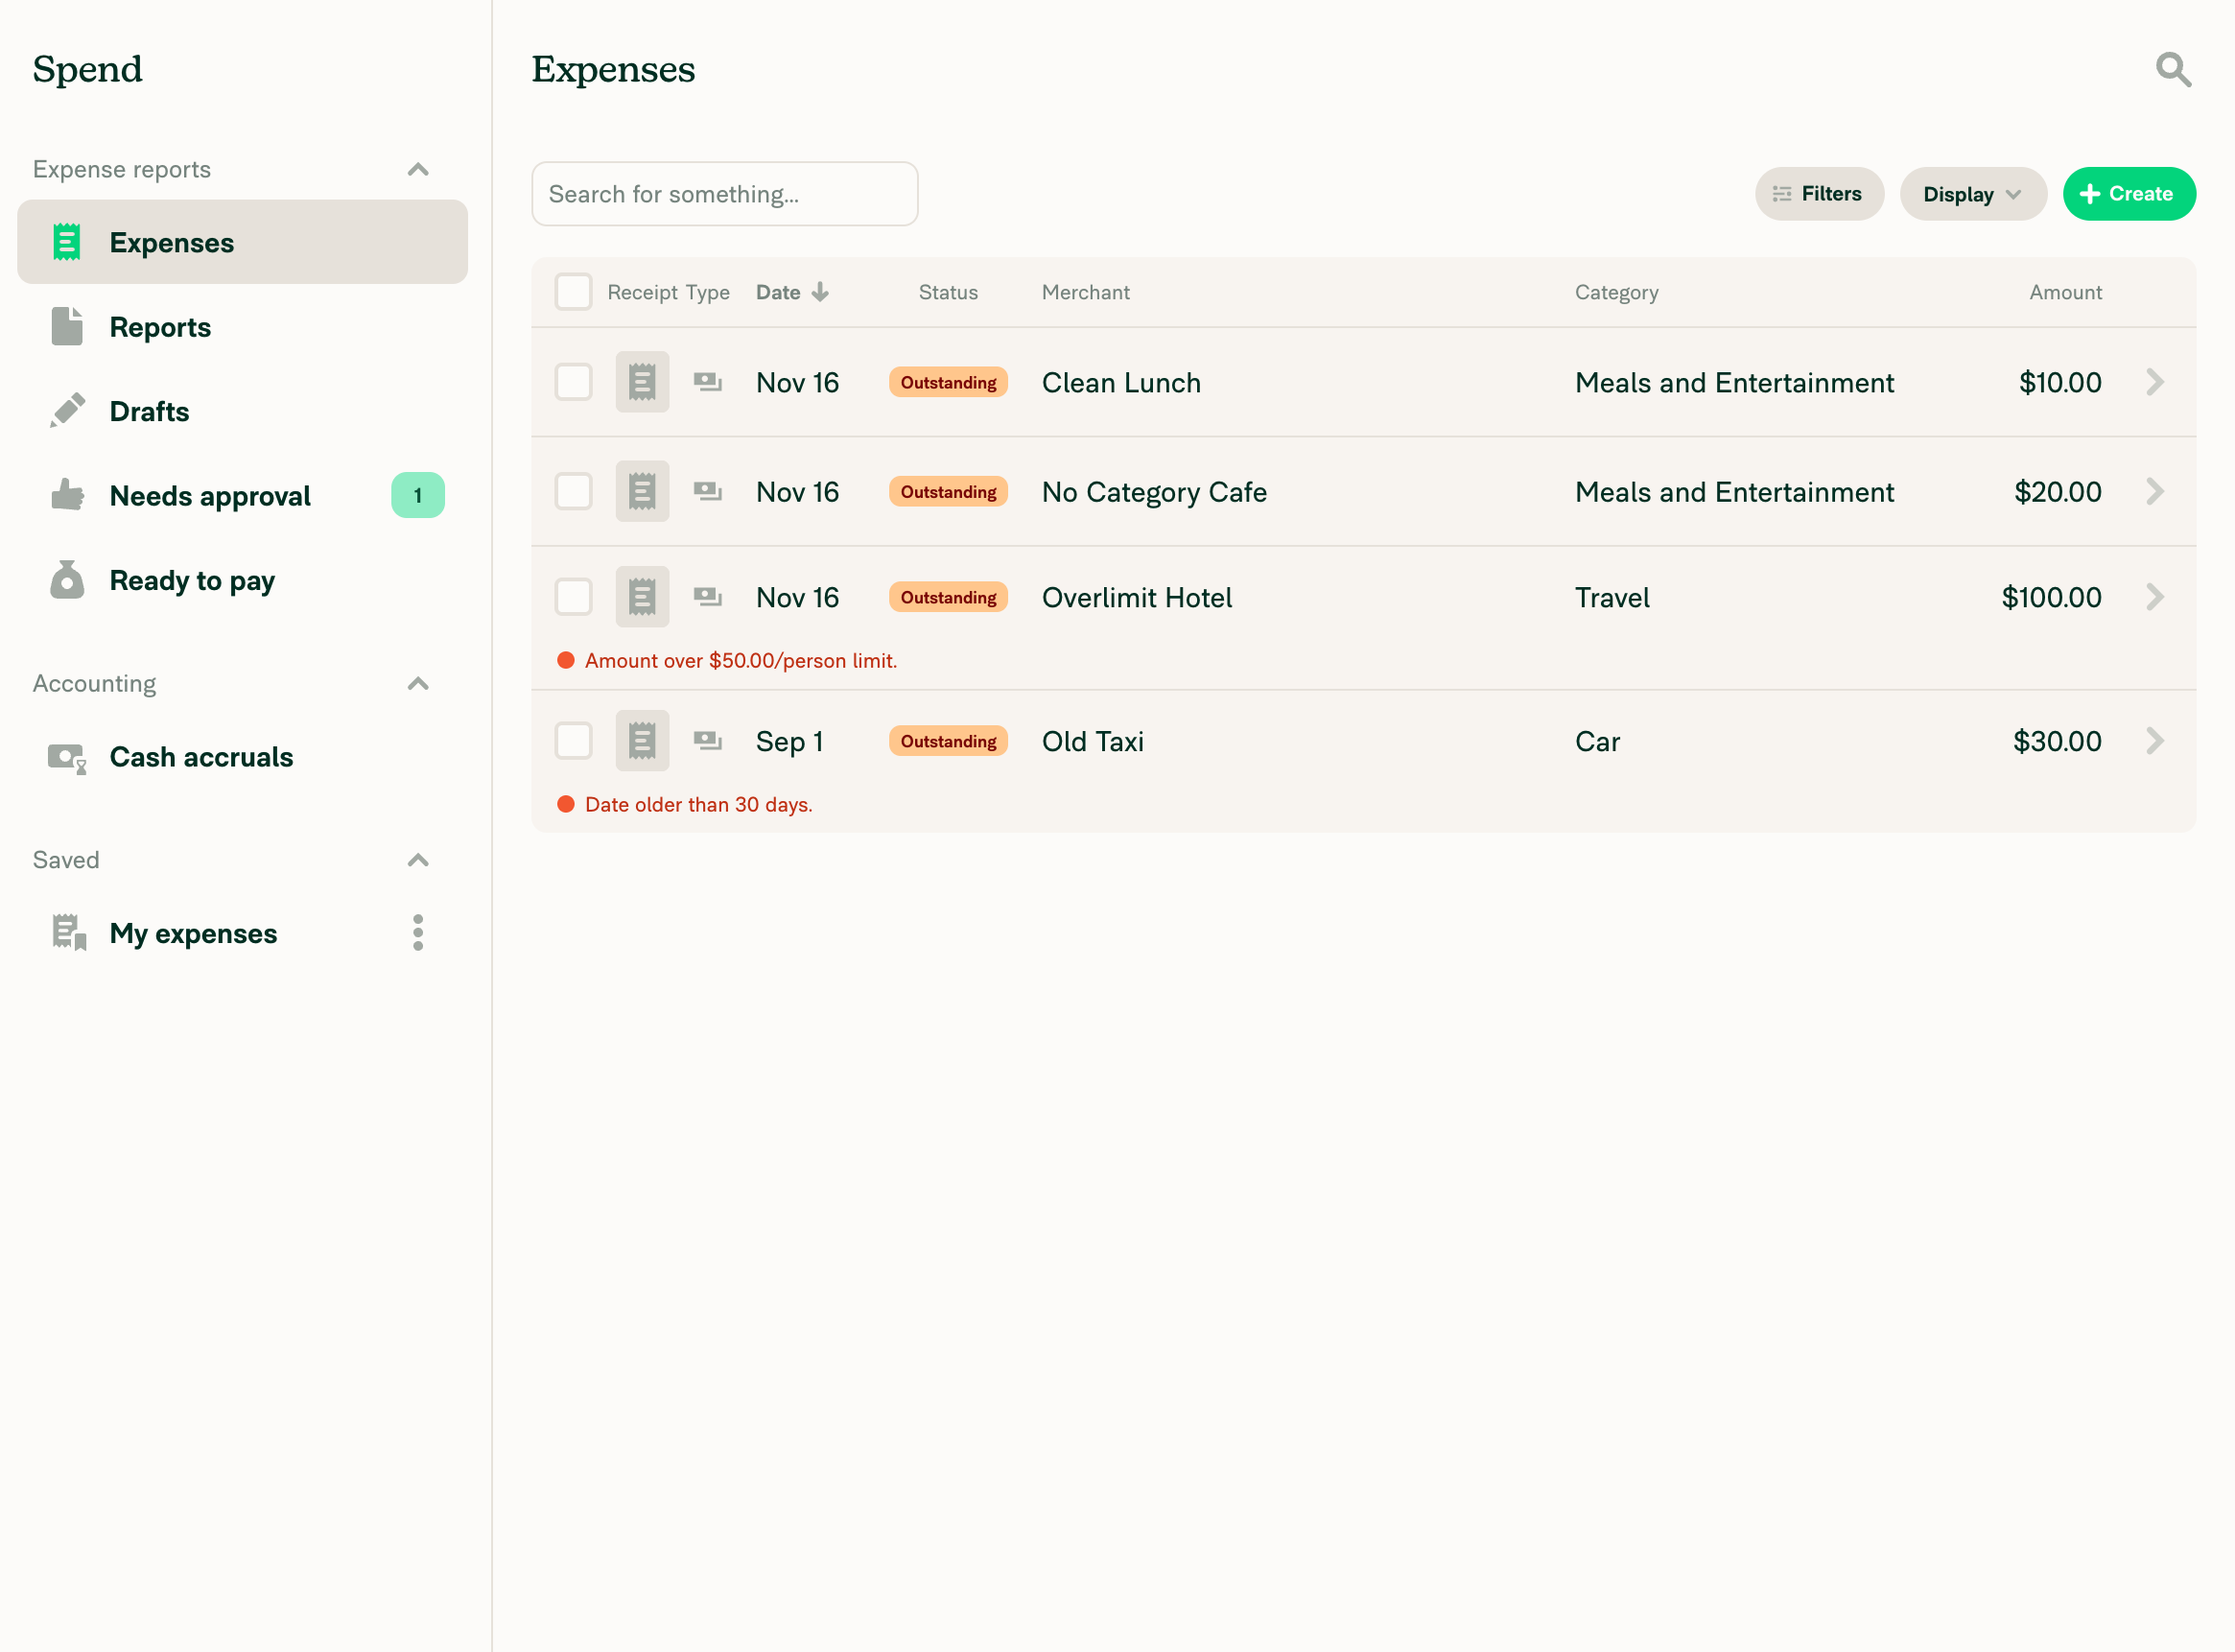 Spend
Expense reports
Expenses
Reports
Drafts
Needs approval 1
Ready to pay
Accounting
Cash accruals
Saved
My expenses
Expenses
Search for something...
Filters Display Create
Receipt Type Date Status Merchant Category Amount
Nov 16 Outstanding Clean Lunch Meals and Entertainment $10.00
Nov 16 Outstanding No Category Cafe Meals and Entertainment $20.00
Nov 16 Outstanding Overlimit Hotel Travel $100.00
Amount over $50.00/person limit.
Sep 1 Outstanding Old Taxi Car $30.00
Date older than 30 days.